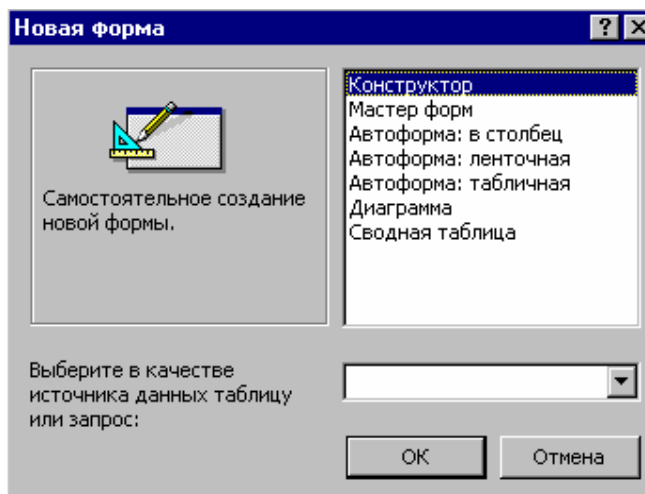 Новая форма
Самостоятельное создание
новой формы.
Конструктор
Мастер форм
Автоформа: в столбец
Автоформа: ленточная
Автоформа: табличная
Диаграмма
Сводная таблица
Выберите в качестве
источника данных таблицу
или запрос:
ОК
Отмена